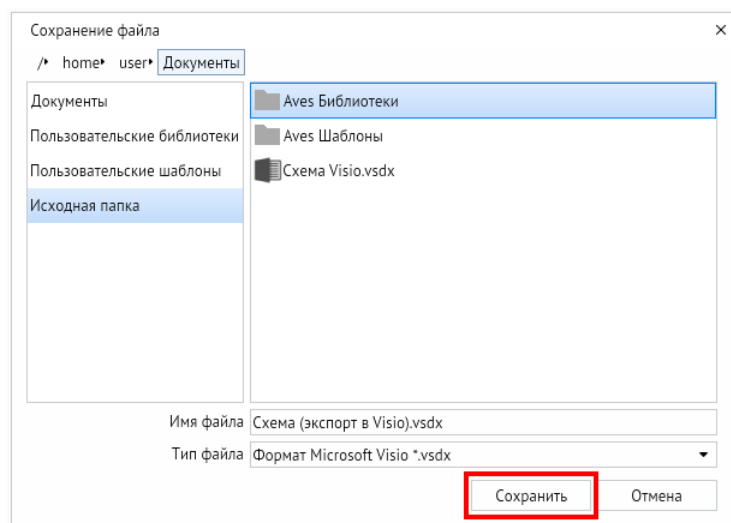 Сохранение файла
/ home user Документы
Документы
Пользовательские библиотеки
Пользовательские шаблоны
Исходная папка
Aves Библиотеки
Aves Шаблоны
Схема Visio.vsdx
Имя файла Схема (экспорт в Visio).vsdx
Тип файла Формат Microsoft Visio *.vsdx
Сохранить Отмена